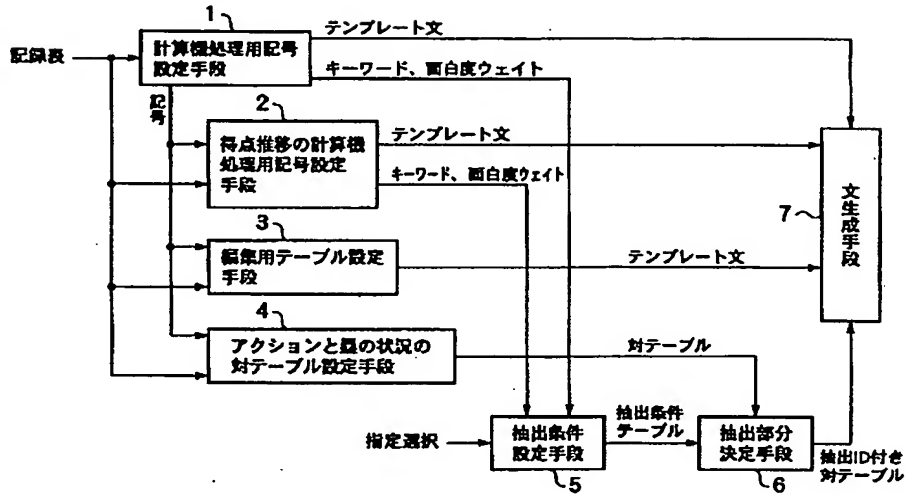 記録表
1
計算機処理用記号
設定手段
テンプレート文
キーワード、面白度ウェイト
記号
2
得点推移の計算機
処理用記号設定
手段
テンプレート文
キーワード、面白度ウェイト
3
編集用テーブル設定
手段
テンプレート文
4
アクションと塁の状況の
対テーブル設定手段
対テーブル
指定選択
抽出条件
設定手段
5
抽出条件
テーブル
抽出部分
決定手段
6
抽出ID付き
対テーブル
7
文生成手段